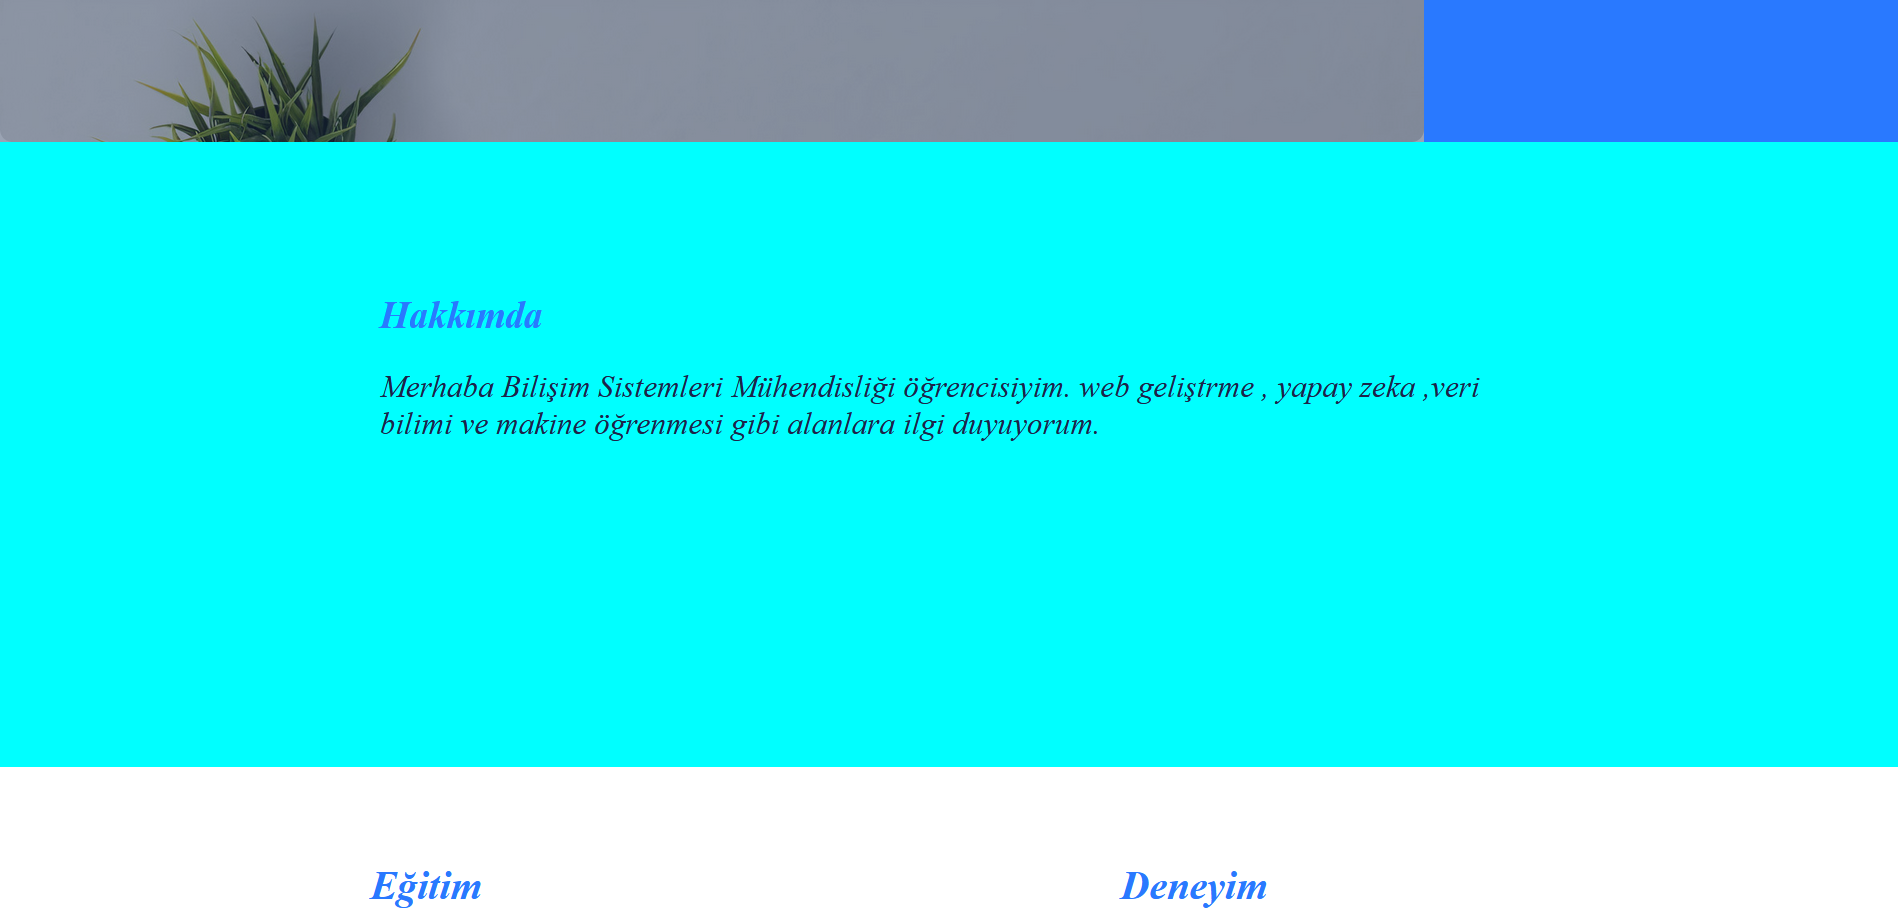 Hakkımda
Merhaba Bilişim Sistemleri Mühendisliği öğrencisiyim. web geliştrme , yapay zeka ,veri
bilimi ve makine öğrenmesi gibi alanlara ilgi duyuyorum.
Eğitim
Deneyim